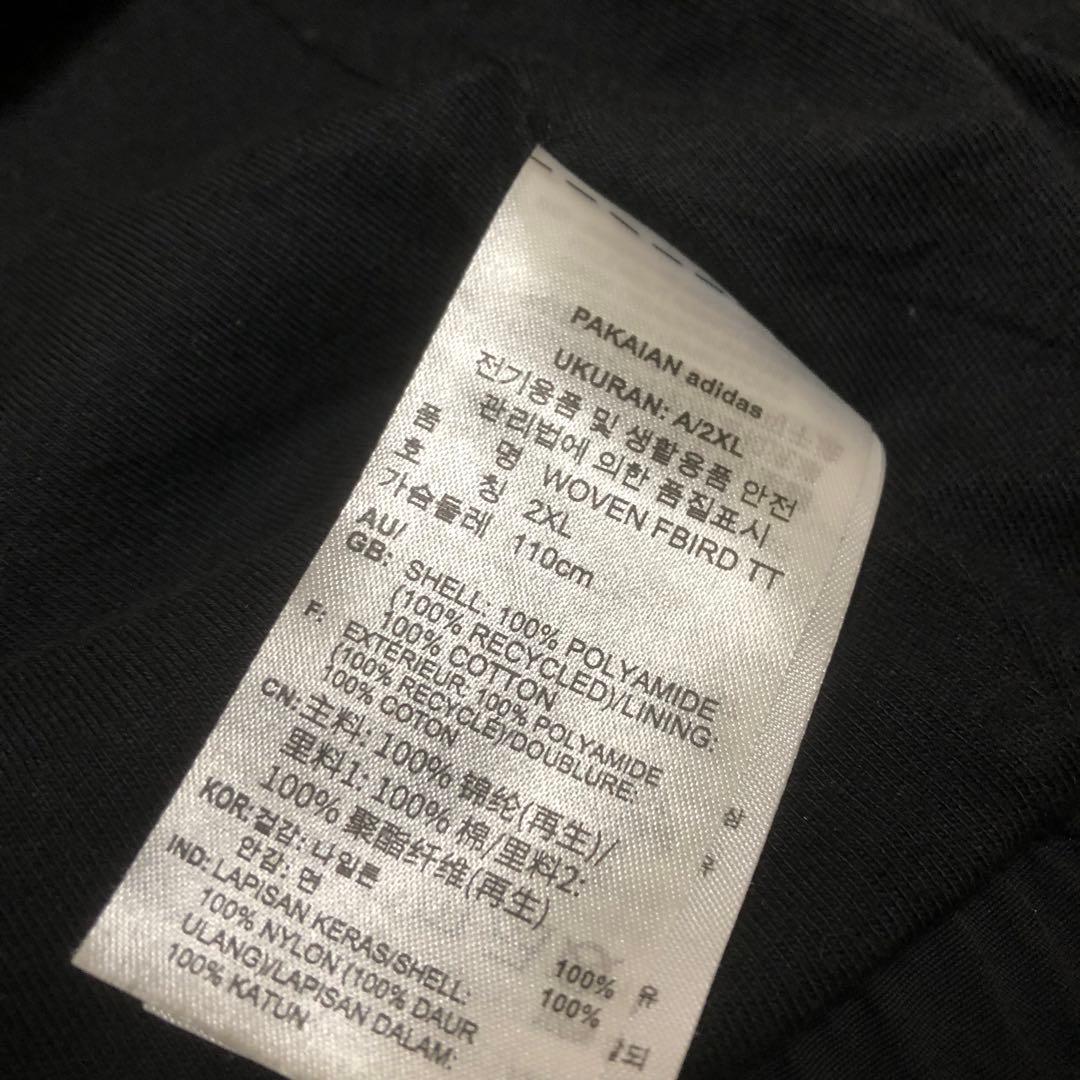 PAKAIAN adidas
UKURAN: A/2XL
전기용품 및 생활용품 안전
관리법에 의한 품질표시
품 명 WOVEN FBIRD TT
호 칭 2XL
가슴둘레 110cm
AU/
GB: SHELL: 100% POLYAMIDE
(100% RECYCLED)/LINING:
100% COTTON
F: EXTÉRIEUR: 100% POLYAMIDE
(100% RECYCLÉ)/DOUBLURE:
100% COTON
CN: 主料: 100% 锦纶(再生)/
里料1: 100% 棉/里料2:
100% 聚酯纤维(再生)
KOR: 겉감: 나일론 100%
안감: 면 100%
IND: LAPISAN KERAS/SHELL:
100% NYLON (100% DAUR
ULANG)/LAPISAN DALAM:
100% KATUN